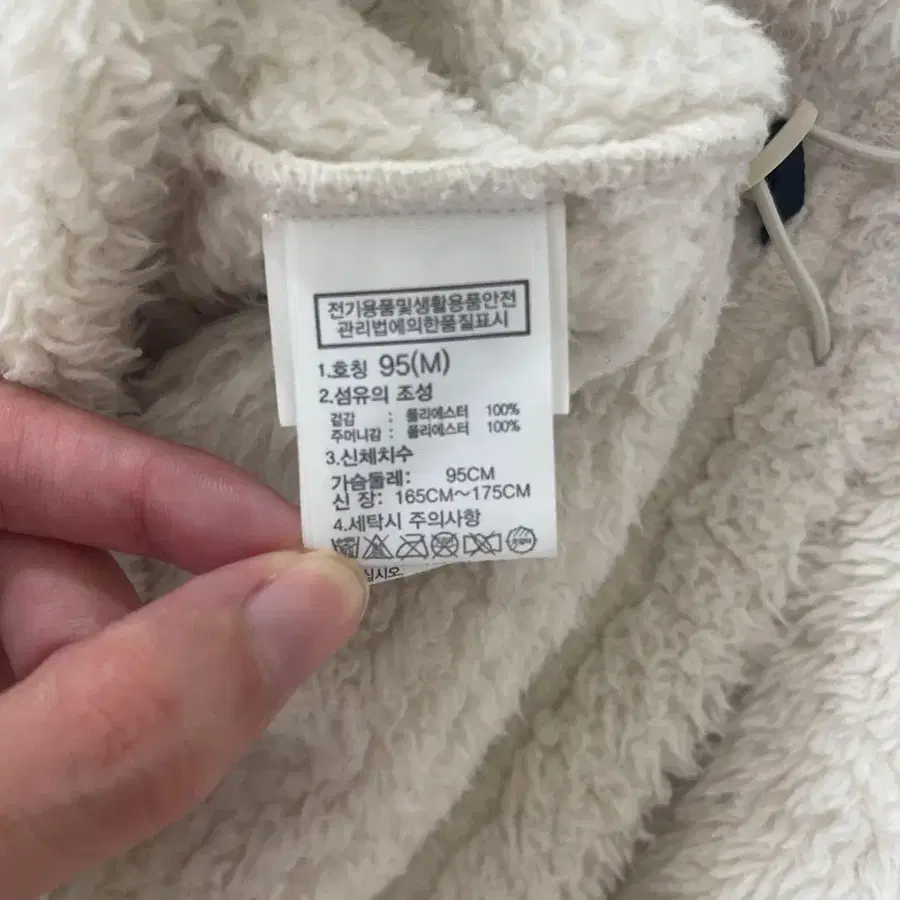 전기용품및생활용품안전
관리법에의한품질표시
1.호칭 95(M)
2.섬유의 조성
겉감 : 폴리에스터 100%
주머니감 : 폴리에스터 100%
3.신체치수
가슴둘레: 95CM
신 장: 165CM~175CM
4.세탁시 주의사항
십시오.